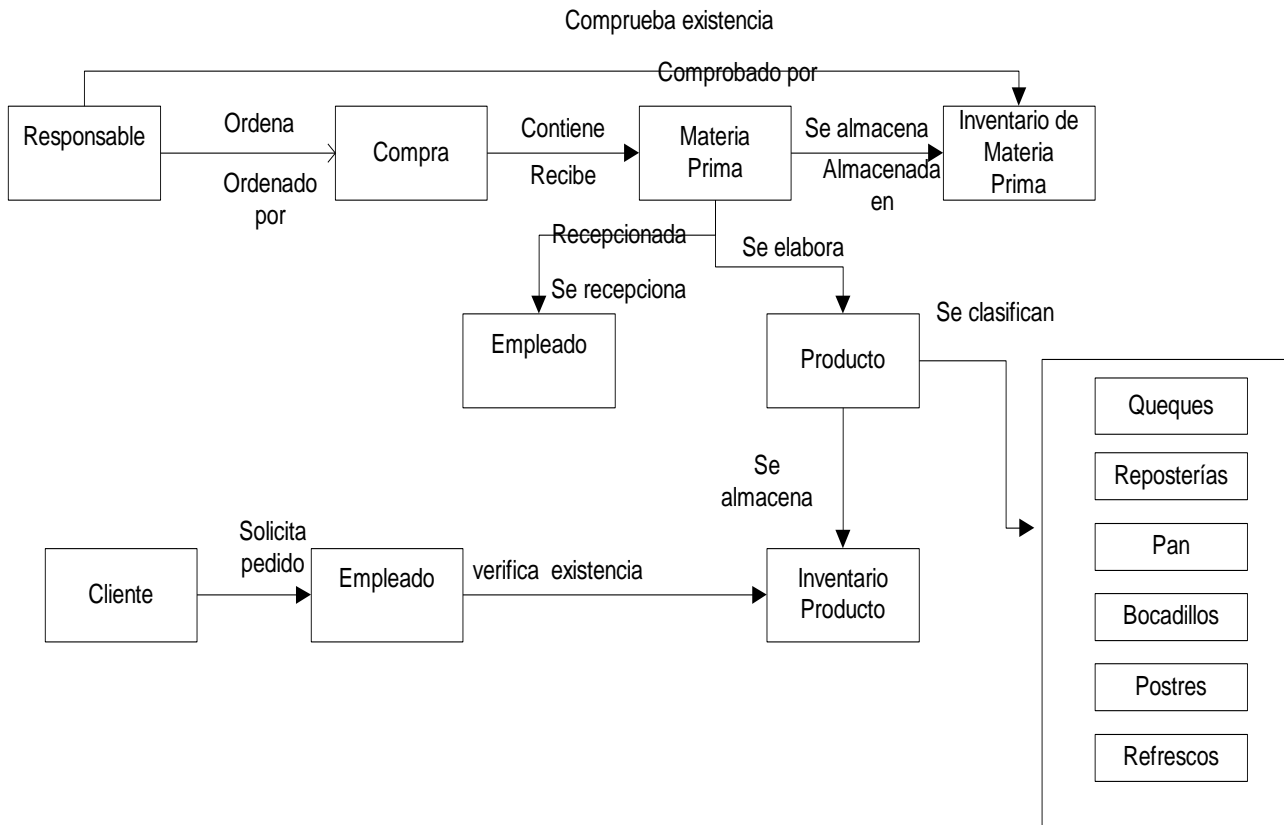 Comprueba existencia
Comprobado por
Responsable
Ordena
Ordenado
por
Compra
Contiene
Recibe
Materia
Prima
Se almacena
Almacenada
en
Inventario de
Materia
Prima
Recepcionada
Se recepciona
Se elabora
Empleado
Producto
Se clasifican
Queques
Reposterías
Pan
Bocadillos
Postres
Refrescos
Se
almacena
Cliente
Solicita
pedido
Empleado
verifica existencia
Inventario
Producto